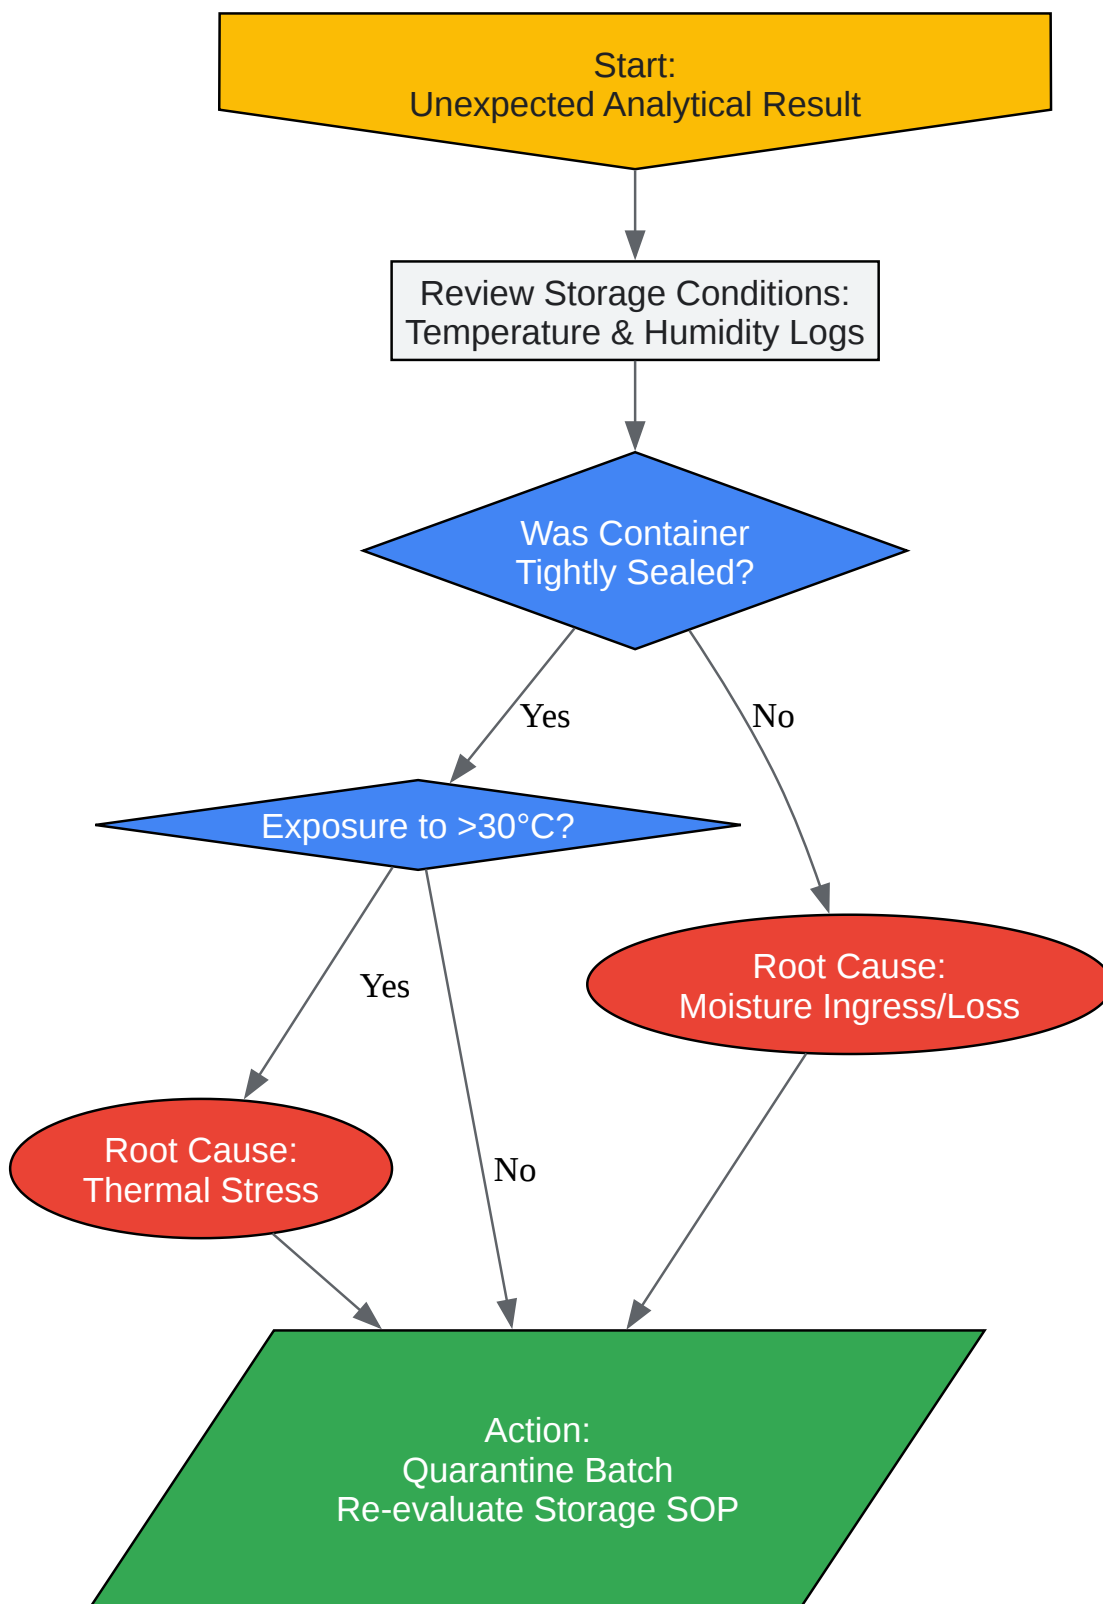 Start:
Unexpected Analytical Result
Review Storage Conditions:
Temperature & Humidity Logs
Was Container
Tightly Sealed?
Yes
No
Exposure to >30°C?
Root Cause:
Moisture Ingress/Loss
Yes
Root Cause:
Thermal Stress
No
Action:
Quarantine Batch
Re-evaluate Storage SOP